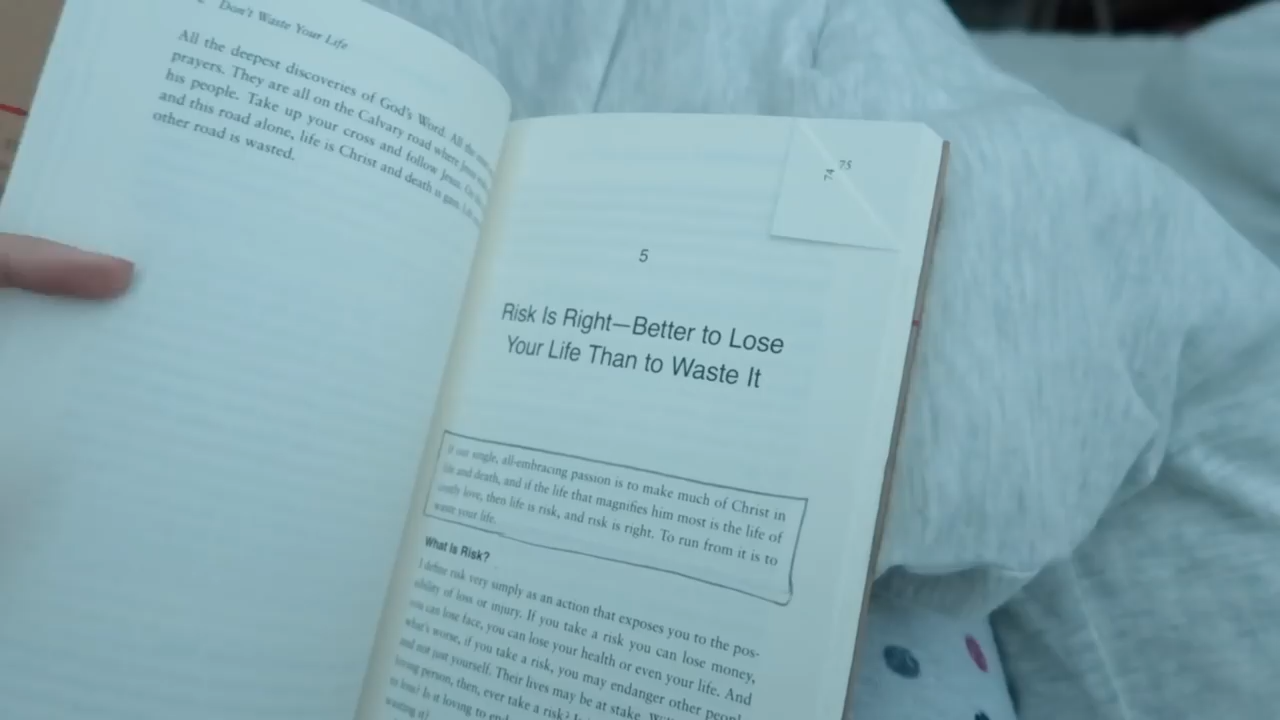 Don't Waste Your Life
All the deepest discoveries of God's Word. All the
prayers. They are all on the Calvary road where Jesus
his people. Take up your cross and follow Jesus. On
and this road alone, life is Christ and death is gain.
other road is wasted.
74 75
5
Risk Is Right—Better to Lose
Your Life Than to Waste It
If our single, all-embracing passion is to make much of Christ in
life and death, and if the life that magnifies him most is the life of
costly love, then life is risk, and risk is right. To run from it is to
waste your life.
What Is Risk?
I define risk very simply as an action that exposes you to the pos-
sibility of loss or injury. If you take a risk you can lose money,
you can lose face, you can lose your health or even your life. And
what's worse, if you take a risk, you may endanger other people
and not just yourself. Their lives may be at stake.
loving person, then, ever take a risk?
to lose? Is it loving to
wasting it?